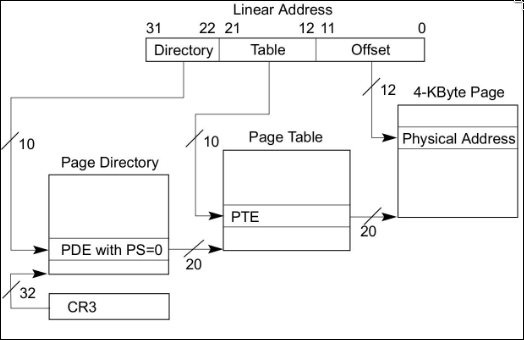 Linear Address
31 22 21 12 11 0
Directory Table Offset
12 4-KByte Page
10 10 Page Table Physical Address
Page Directory
PTE
20
PDE with PS=0
20
32
CR3